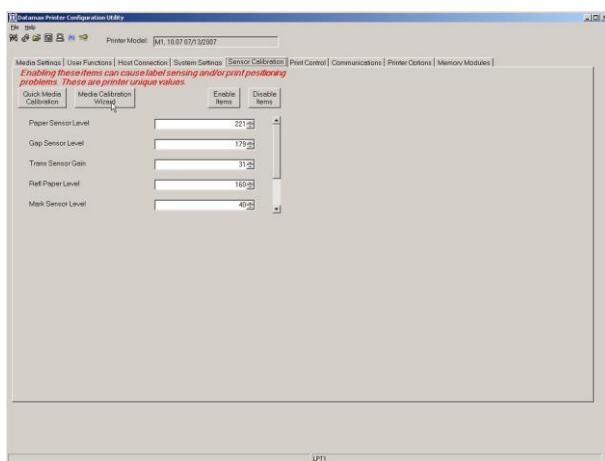 Datamax Printer Configuration Utility
File Help
Printer Model: M1, 10.07 07/13/2007
Media Settings User Functions Host Connection System Settings Sensor Calibration Print Control Communications Printer Options Memory Modules
Enabling these items can cause label sensing and/or print positioning
problems. These are printer unique values.
Quick Media Calibration
Media Calibration Wizard
Enable Items
Disable Items
Paper Sensor Level 221
Gap Sensor Level 179
Trans Sensor Gain 31
Refl Paper Level 160
Mark Sensor Level 40
LPT1